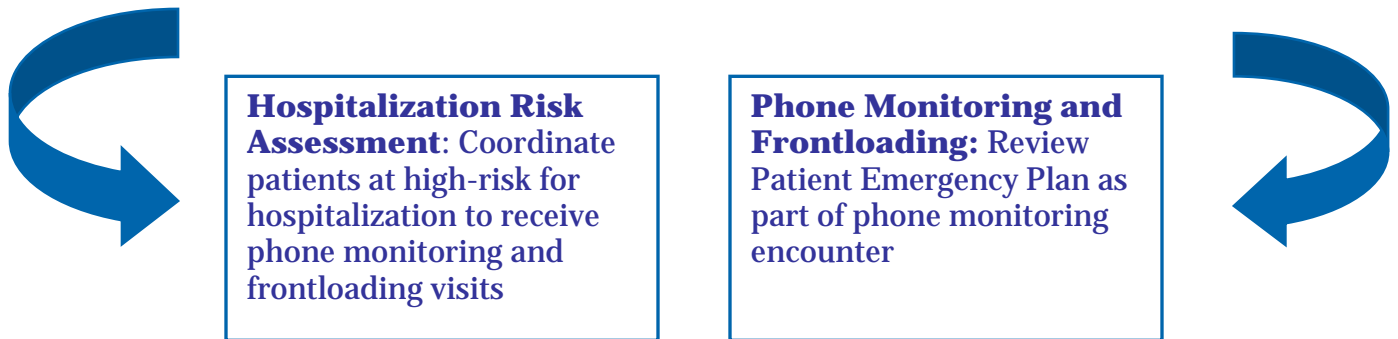 Hospitalization Risk
Assessment: Coordinate
patients at high-risk for
hospitalization to receive
phone monitoring and
frontloading visits
Phone Monitoring and
Frontloading: Review
Patient Emergency Plan as
part of phone monitoring
encounter